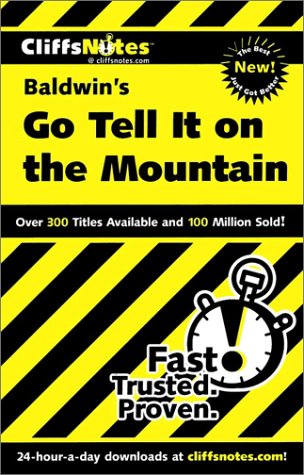 CliffsNotes
@ cliffsnotes.com
The Best
New!
Just Got Better
Baldwin's
Go Tell It on
the Mountain
Over 300 Titles Available and 100 Million Sold!
Fast.
Trusted.
Proven.
24-hour-a-day downloads at cliffsnotes.com!